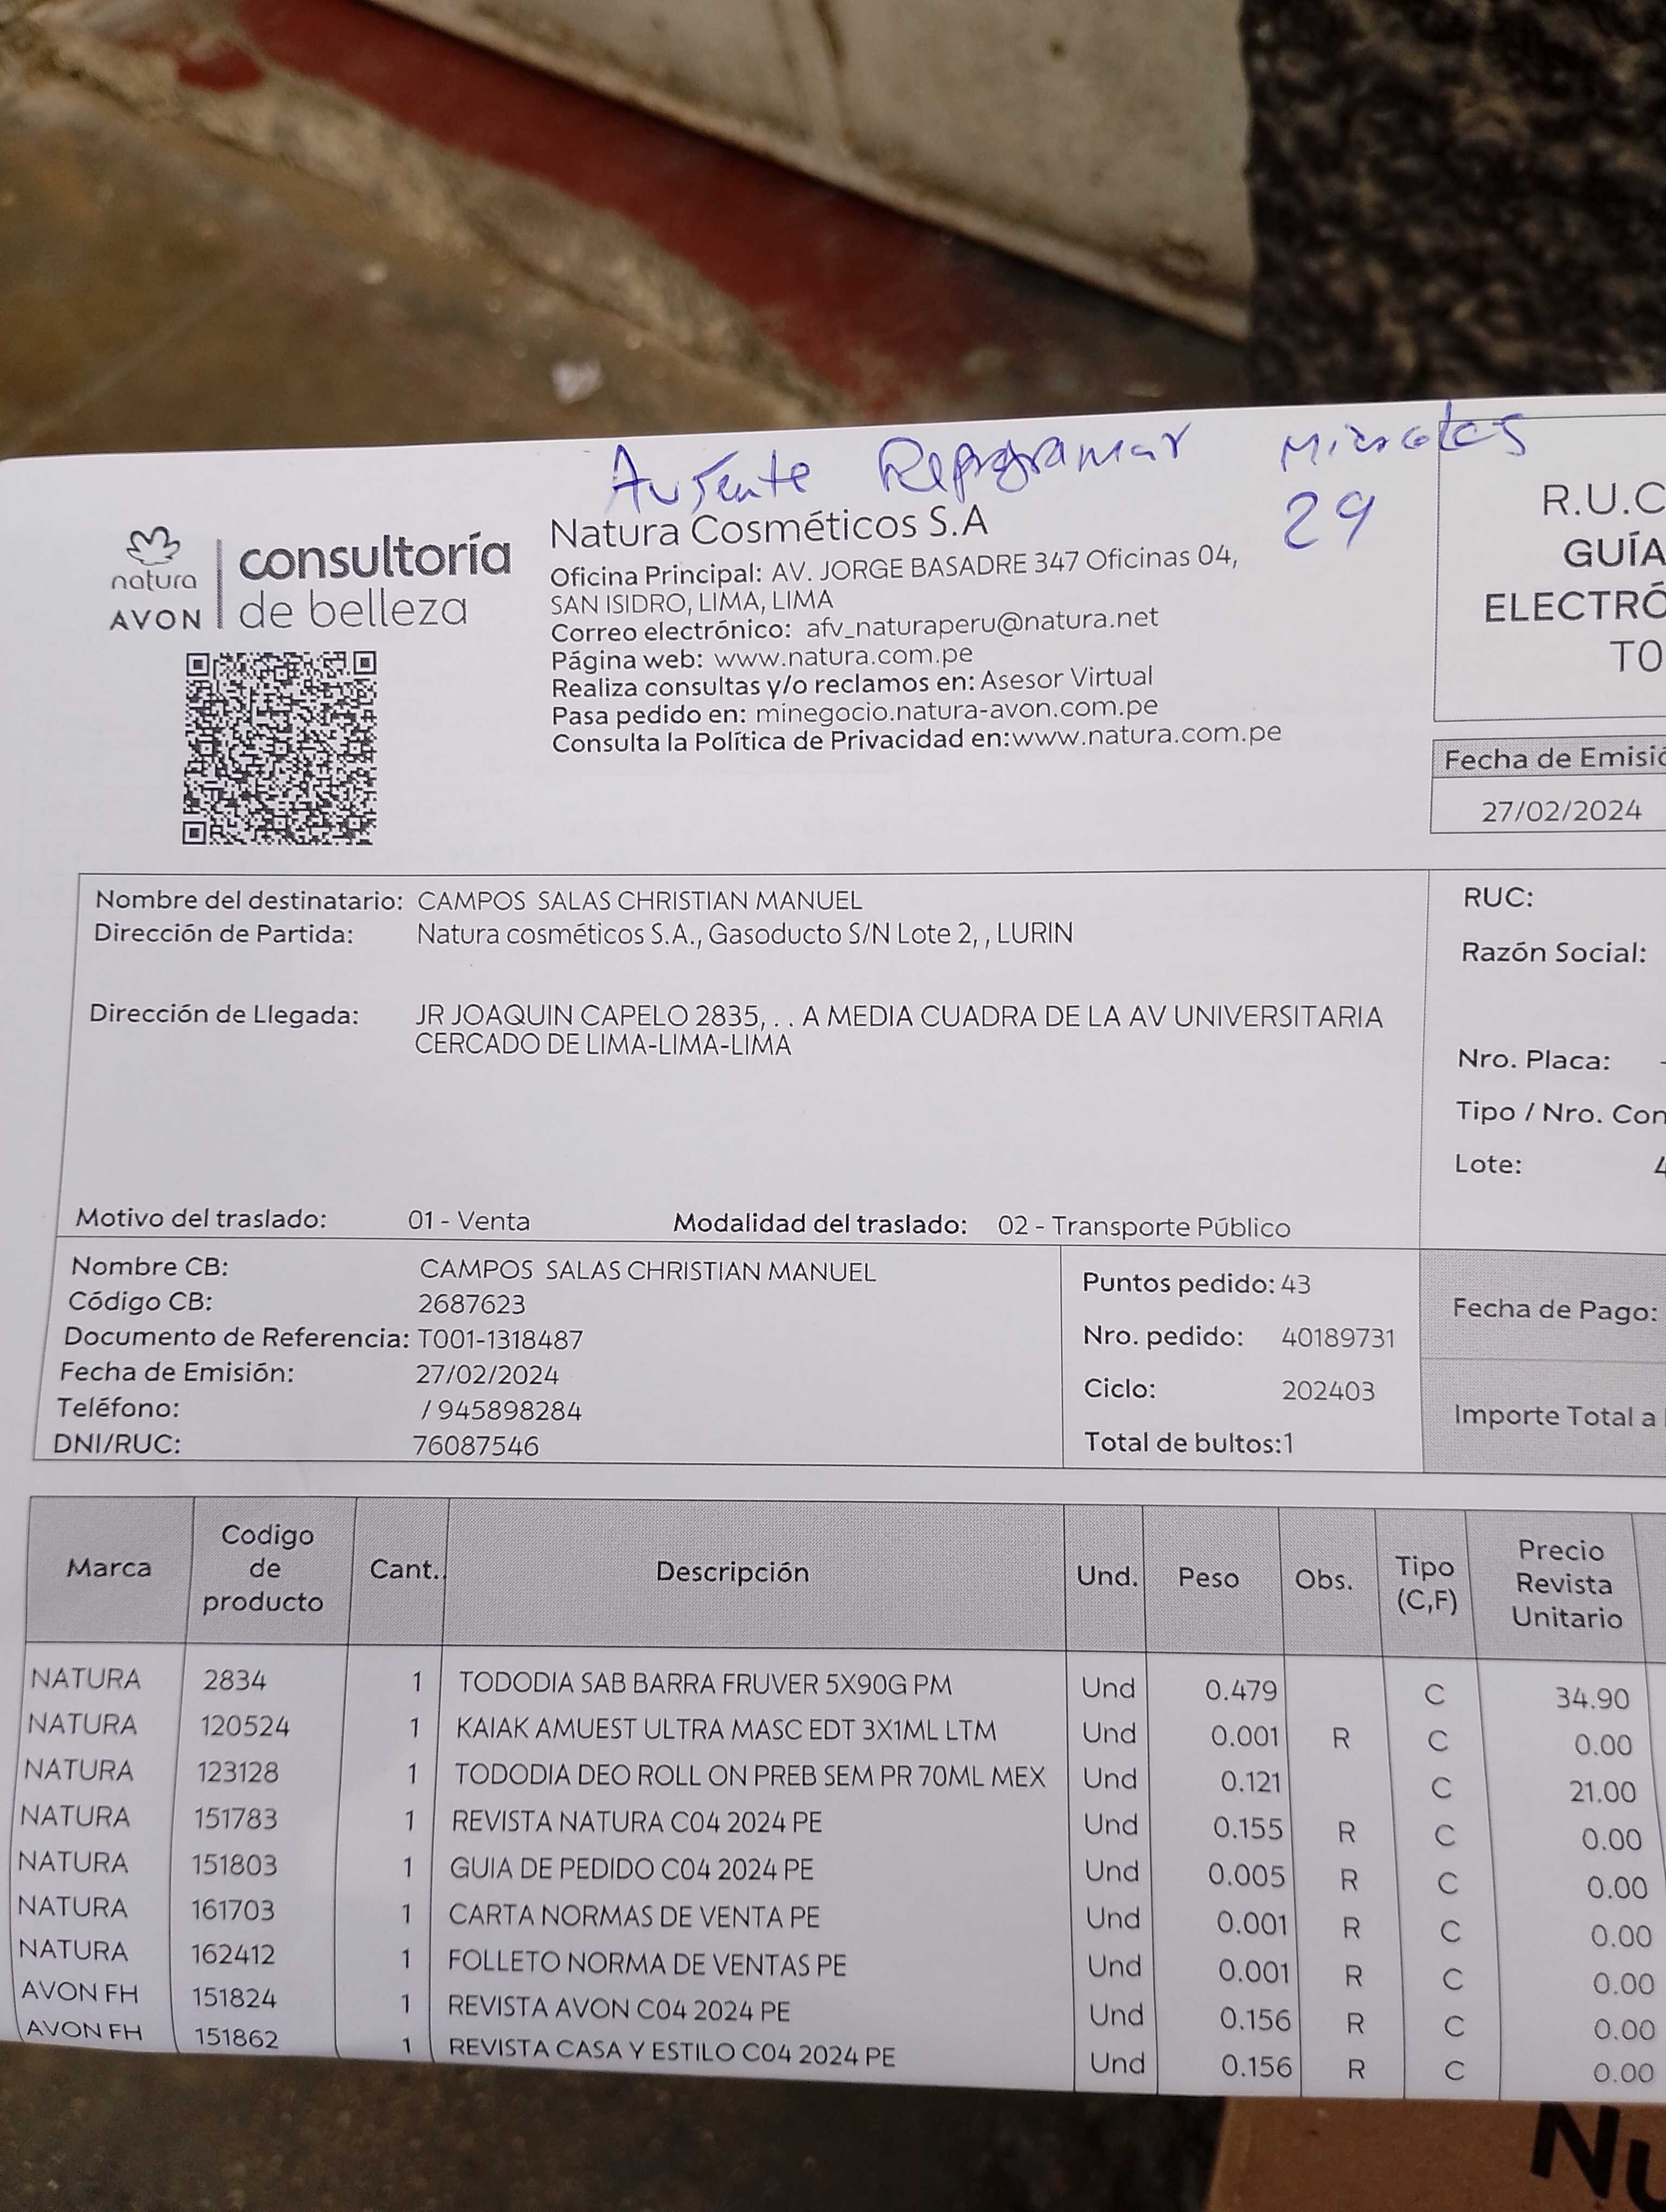 Ausente Reprogramar Miercoles
29
natura
AVON
consultoría
de belleza
Natura Cosméticos S.A
Oficina Principal: AV. JORGE BASADRE 347 Oficinas 04,
SAN ISIDRO, LIMA, LIMA
Correo electrónico: afv_naturaperu@natura.net
Página web: www.natura.com.pe
Realiza consultas y/o reclamos en: Asesor Virtual
Pasa pedido en: minegocio.natura-avon.com.pe
Consulta la Política de Privacidad en:www.natura.com.pe
R.U.C
GUÍA
ELECTRÓ
T0
Fecha de Emisió
27/02/2024
Nombre del destinatario: CAMPOS SALAS CHRISTIAN MANUEL
Dirección de Partida: Natura cosméticos S.A., Gasoducto S/N Lote 2, , LURIN
Dirección de Llegada: JR JOAQUIN CAPELO 2835, . . A MEDIA CUADRA DE LA AV UNIVERSITARIA
CERCADO DE LIMA-LIMA-LIMA
Motivo del traslado: 01 - Venta Modalidad del traslado: 02 - Transporte Público
RUC:
Razón Social:
Nro. Placa: -
Tipo / Nro. Con
Lote: 4
Nombre CB: CAMPOS SALAS CHRISTIAN MANUEL
Código CB: 2687623
Documento de Referencia: T001-1318487
Fecha de Emisión: 27/02/2024
Teléfono: / 945898284
DNI/RUC: 76087546
Puntos pedido: 43
Nro. pedido: 40189731
Ciclo: 202403
Total de bultos:1
Fecha de Pago:
Importe Total a
Marca Codigo de producto Cant. Descripción Und. Peso Obs. Tipo (C,F) Precio Revista Unitario
NATURA 2834 1 TODODIA SAB BARRA FRUVER 5X90G PM Und 0.479 C 34.90
NATURA 120524 1 KAIAK AMUEST ULTRA MASC EDT 3X1ML LTM Und 0.001 R C 0.00
NATURA 123128 1 TODODIA DEO ROLL ON PREB SEM PR 70ML MEX Und 0.121 C 21.00
NATURA 151783 1 REVISTA NATURA C04 2024 PE Und 0.155 R C 0.00
NATURA 151803 1 GUIA DE PEDIDO C04 2024 PE Und 0.005 R C 0.00
NATURA 161703 1 CARTA NORMAS DE VENTA PE Und 0.001 R C 0.00
NATURA 162412 1 FOLLETO NORMA DE VENTAS PE Und 0.001 R C 0.00
AVON FH 151824 1 REVISTA AVON C04 2024 PE Und 0.156 R C 0.00
AVON FH 151862 1 REVISTA CASA Y ESTILO C04 2024 PE Und 0.156 R C 0.00